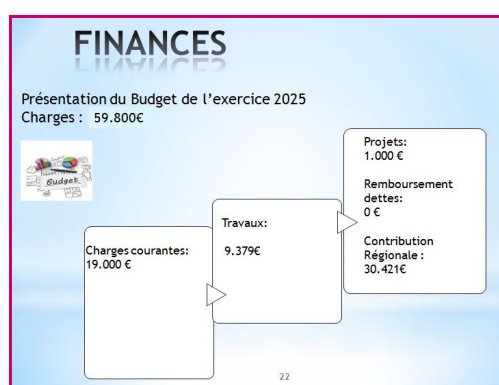 FINANCES
Présentation du Budget de l'exercice 2025
Charges : 59.800€
Budget
Charges courantes:
19.000 €
Travaux:
9.379€
Projets:
1.000 €
Remboursement
dettes:
0 €
Contribution
Régionale :
30.421€
22